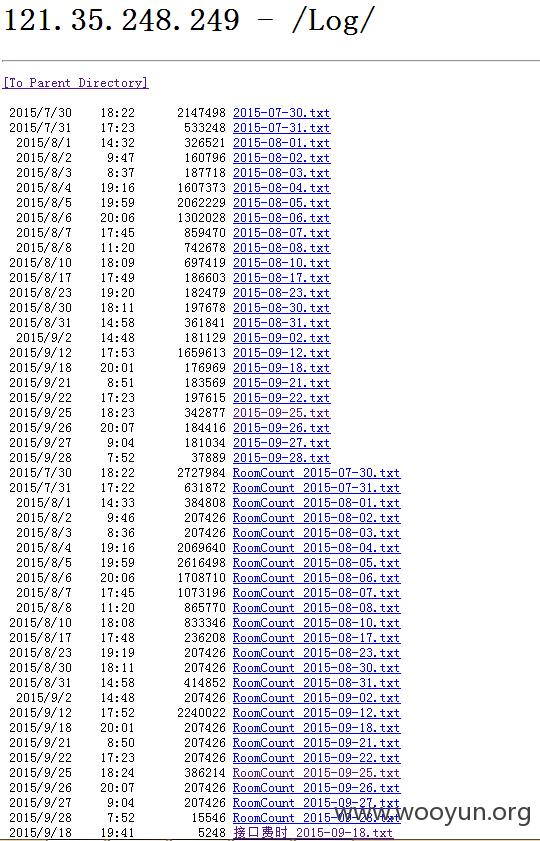 121.35.248.249 - /Log/
[To Parent Directory]
2015/7/30 18:22 2147498 2015-07-30.txt
2015/7/31 17:23 533248 2015-07-31.txt
2015/8/1 14:32 326521 2015-08-01.txt
2015/8/2 9:47 160796 2015-08-02.txt
2015/8/3 8:37 187718 2015-08-03.txt
2015/8/4 19:16 1607373 2015-08-04.txt
2015/8/5 19:59 2062229 2015-08-05.txt
2015/8/6 20:06 1302028 2015-08-06.txt
2015/8/7 17:45 859470 2015-08-07.txt
2015/8/8 11:20 742678 2015-08-08.txt
2015/8/10 18:09 697419 2015-08-10.txt
2015/8/17 17:49 186603 2015-08-17.txt
2015/8/23 19:20 182479 2015-08-23.txt
2015/8/30 18:11 197678 2015-08-30.txt
2015/8/31 14:58 361841 2015-08-31.txt
2015/9/2 14:48 181129 2015-09-02.txt
2015/9/12 17:53 1659613 2015-09-12.txt
2015/9/18 20:01 176969 2015-09-18.txt
2015/9/21 8:51 183569 2015-09-21.txt
2015/9/22 17:23 197615 2015-09-22.txt
2015/9/25 18:23 342877 2015-09-25.txt
2015/9/26 20:07 184416 2015-09-26.txt
2015/9/27 9:04 181034 2015-09-27.txt
2015/9/28 7:52 37889 2015-09-28.txt
2015/7/30 18:22 2727984 RoomCount 2015-07-30.txt
2015/7/31 17:22 631872 RoomCount 2015-07-31.txt
2015/8/1 14:33 384808 RoomCount 2015-08-01.txt
2015/8/2 9:46 207426 RoomCount 2015-08-02.txt
2015/8/3 8:36 207426 RoomCount 2015-08-03.txt
2015/8/4 19:16 2069640 RoomCount 2015-08-04.txt
2015/8/5 19:59 2616498 RoomCount 2015-08-05.txt
2015/8/6 20:06 1708710 RoomCount 2015-08-06.txt
2015/8/7 17:45 1073196 RoomCount 2015-08-07.txt
2015/8/8 11:20 865770 RoomCount 2015-08-08.txt
2015/8/10 18:08 833346 RoomCount 2015-08-10.txt
2015/8/17 17:48 236208 RoomCount 2015-08-17.txt
2015/8/23 19:19 207426 RoomCount 2015-08-23.txt
2015/8/30 18:11 207426 RoomCount 2015-08-30.txt
2015/8/31 14:58 414852 RoomCount 2015-08-31.txt
2015/9/2 14:48 207426 RoomCount 2015-09-02.txt
2015/9/12 17:52 2240022 RoomCount 2015-09-12.txt
2015/9/18 20:01 207426 RoomCount 2015-09-18.txt
2015/9/21 8:50 207426 RoomCount 2015-09-21.txt
2015/9/22 17:22 207426 RoomCount 2015-09-22.txt
2015/9/25 18:24 386214 RoomCount 2015-09-25.txt
2015/9/26 20:07 207426 RoomCount 2015-09-26.txt
2015/9/27 9:04 207426 RoomCount 2015-09-27.txt
2015/9/28 7:52 15546 RoomCount 2015-09-28.txt
2015/9/18 19:41 5248 接口费时 2015-09-18.txt
www.wooyun.org